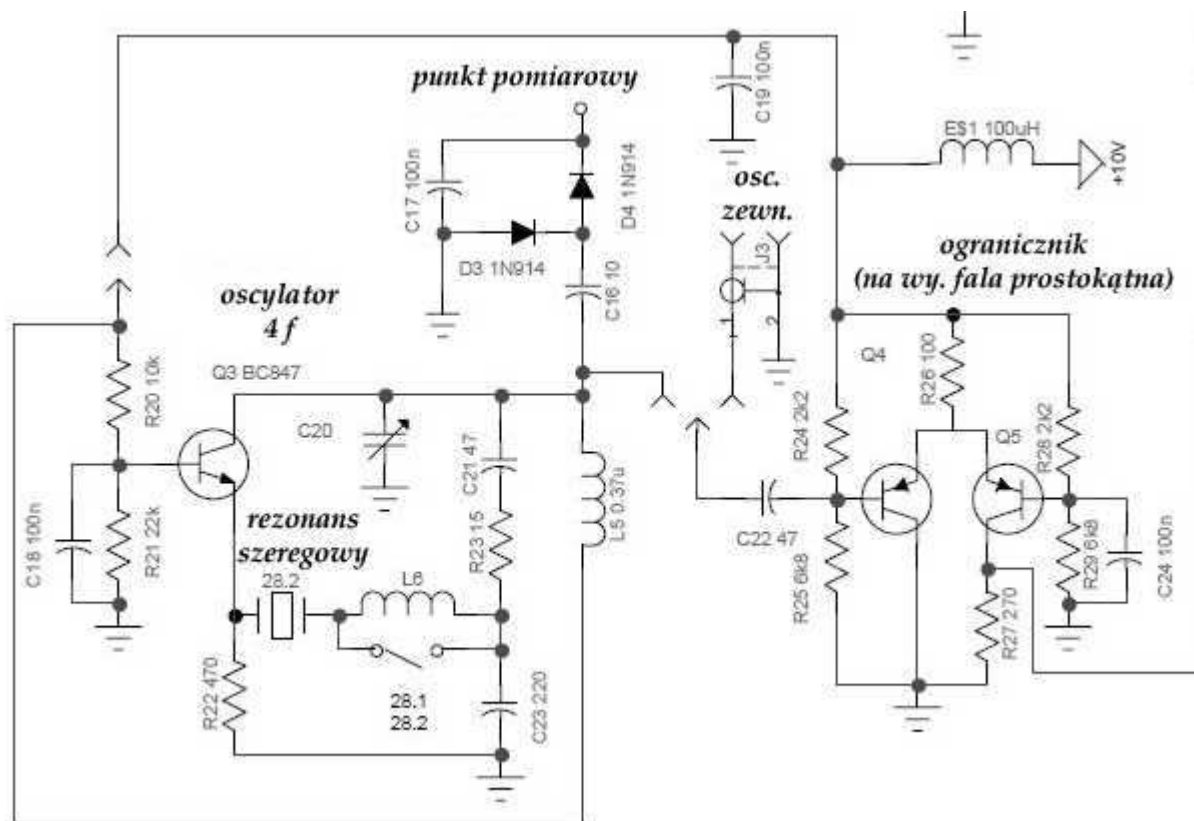 punkt pomiarowy
C19 100n
E$1 100uH
+10V
C17 100n
D4 1N914
osc.
zewn.
J3
D3 1N914
1
2
C16 10
ogranicznik
(na wy. fala prostokątna)
oscylator
4 f
Q3 BC847
R20 10k
C20
C21 47
Q4
R26 100
R24 2k2
Q5
R28 2k2
L5 0.37u
C18 100n
R21 22k
rezonans
szeregowy
28.2
L6
R23 15
C22 47
R25 6k8
R29 6k8
C24 100n
R27 270
R22 470
28.1
28.2
C23 220